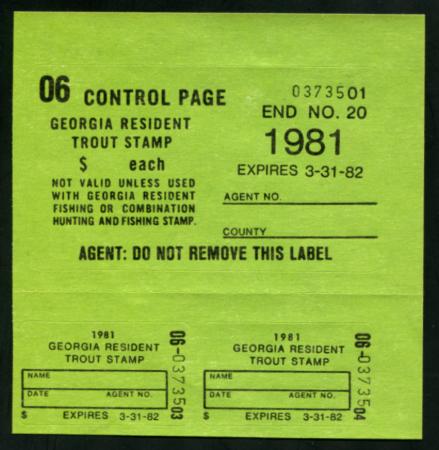 06 CONTROL PAGE
0373501
END NO. 20
GEORGIA RESIDENT
TROUT STAMP
$ each
1981
EXPIRES 3-31-82
NOT VALID UNLESS USED
WITH GEORGIA RESIDENT
FISHING OR COMBINATION
HUNTING AND FISHING STAMP.
AGENT NO.
COUNTY
AGENT: DO NOT REMOVE THIS LABEL
1981
GEORGIA RESIDENT
TROUT STAMP
NAME
DATE AGENT NO.
$ EXPIRES 3-31-82
06-0373503
1981
GEORGIA RESIDENT
TROUT STAMP
NAME
DATE AGENT NO.
$ EXPIRES 3-31-82
06-0373504